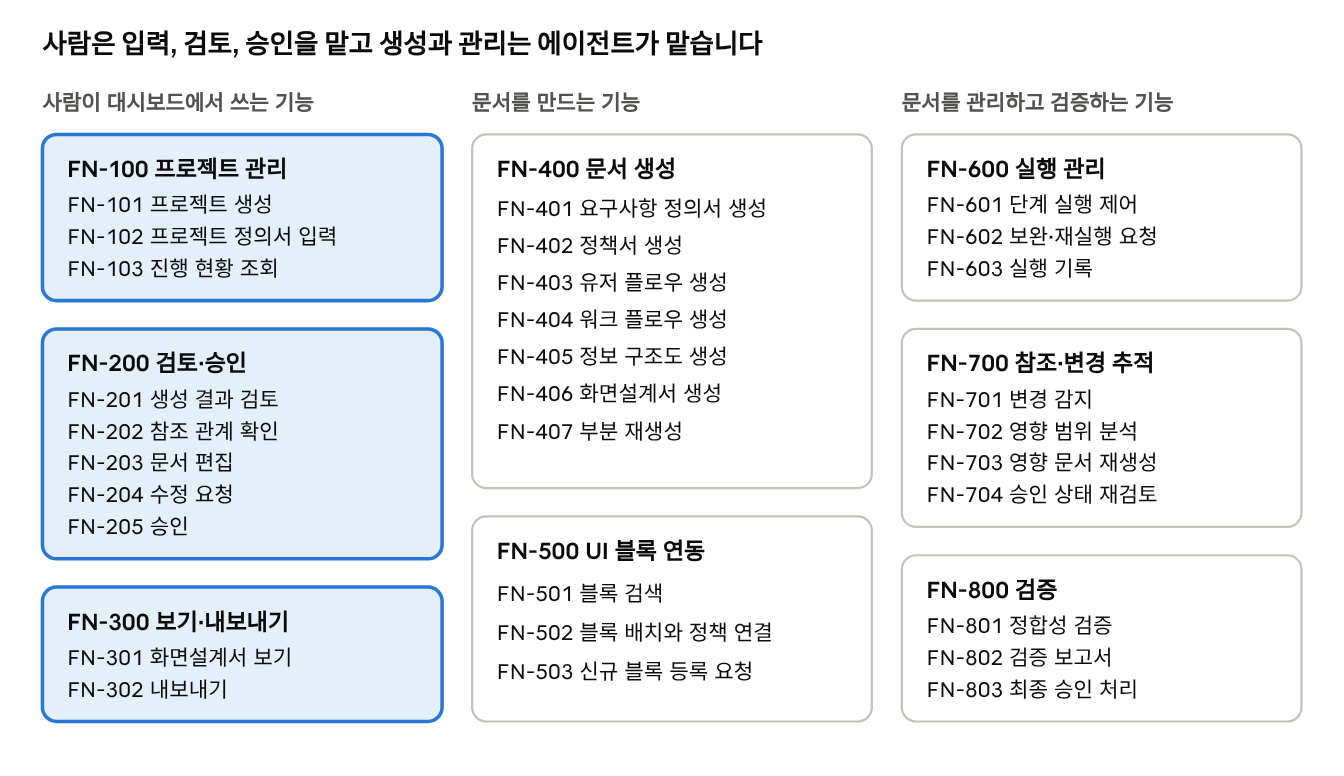 사람은 입력, 검토, 승인을 맡고 생성과 관리는 에이전트가 맡습니다
사람이 대시보드에서 쓰는 기능
FN-100 프로젝트 관리
FN-101 프로젝트 생성
FN-102 프로젝트 정의서 입력
FN-103 진행 현황 조회
FN-200 검토·승인
FN-201 생성 결과 검토
FN-202 참조 관계 확인
FN-203 문서 편집
FN-204 수정 요청
FN-205 승인
FN-300 보기·내보내기
FN-301 화면설계서 보기
FN-302 내보내기
문서를 만드는 기능
FN-400 문서 생성
FN-401 요구사항 정의서 생성
FN-402 정책서 생성
FN-403 유저 플로우 생성
FN-404 워크 플로우 생성
FN-405 정보 구조도 생성
FN-406 화면설계서 생성
FN-407 부분 재생성
FN-500 UI 블록 연동
FN-501 블록 검색
FN-502 블록 배치와 정책 연결
FN-503 신규 블록 등록 요청
문서를 관리하고 검증하는 기능
FN-600 실행 관리
FN-601 단계 실행 제어
FN-602 보완·재실행 요청
FN-603 실행 기록
FN-700 참조·변경 추적
FN-701 변경 감지
FN-702 영향 범위 분석
FN-703 영향 문서 재생성
FN-704 승인 상태 재검토
FN-800 검증
FN-801 정합성 검증
FN-802 검증 보고서
FN-803 최종 승인 처리